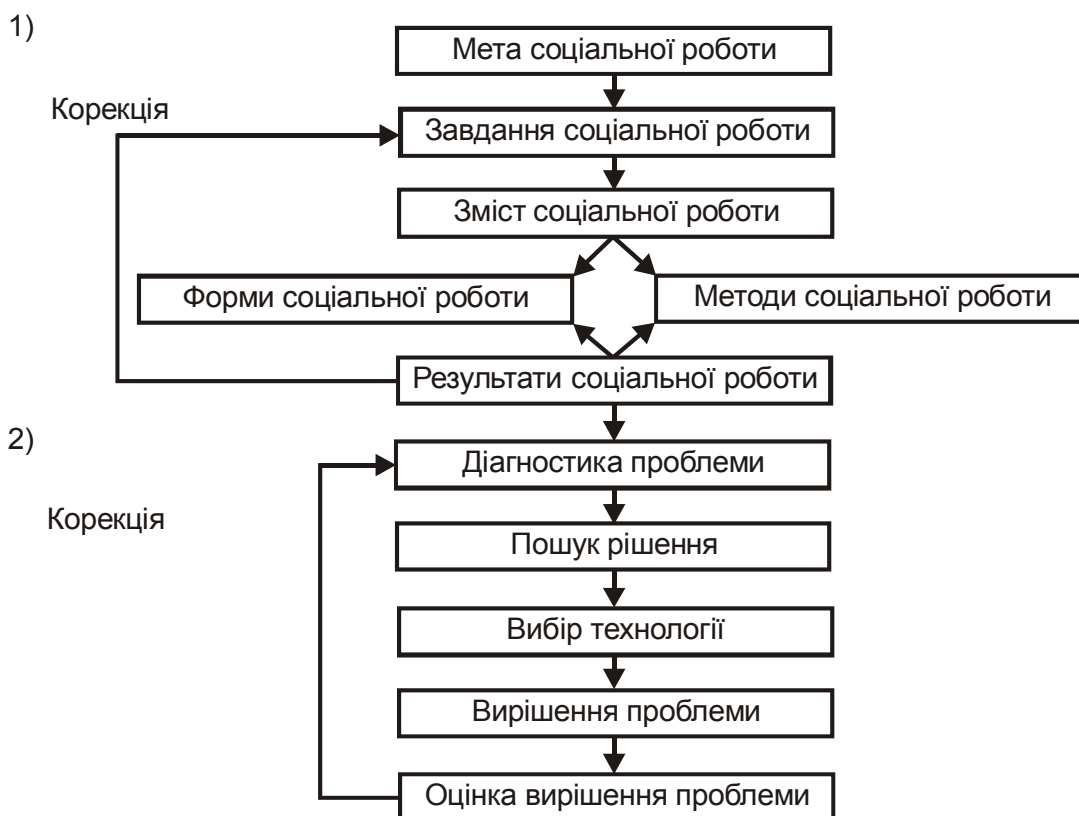 1)
Мета соціальної роботи
Корекція
Завдання соціальної роботи
Зміст соціальної роботи
Форми соціальної роботи
Методи соціальної роботи
Результати соціальної роботи
2)
Діагностика проблеми
Корекція
Пошук рішення
Вибір технології
Вирішення проблеми
Оцінка вирішення проблеми